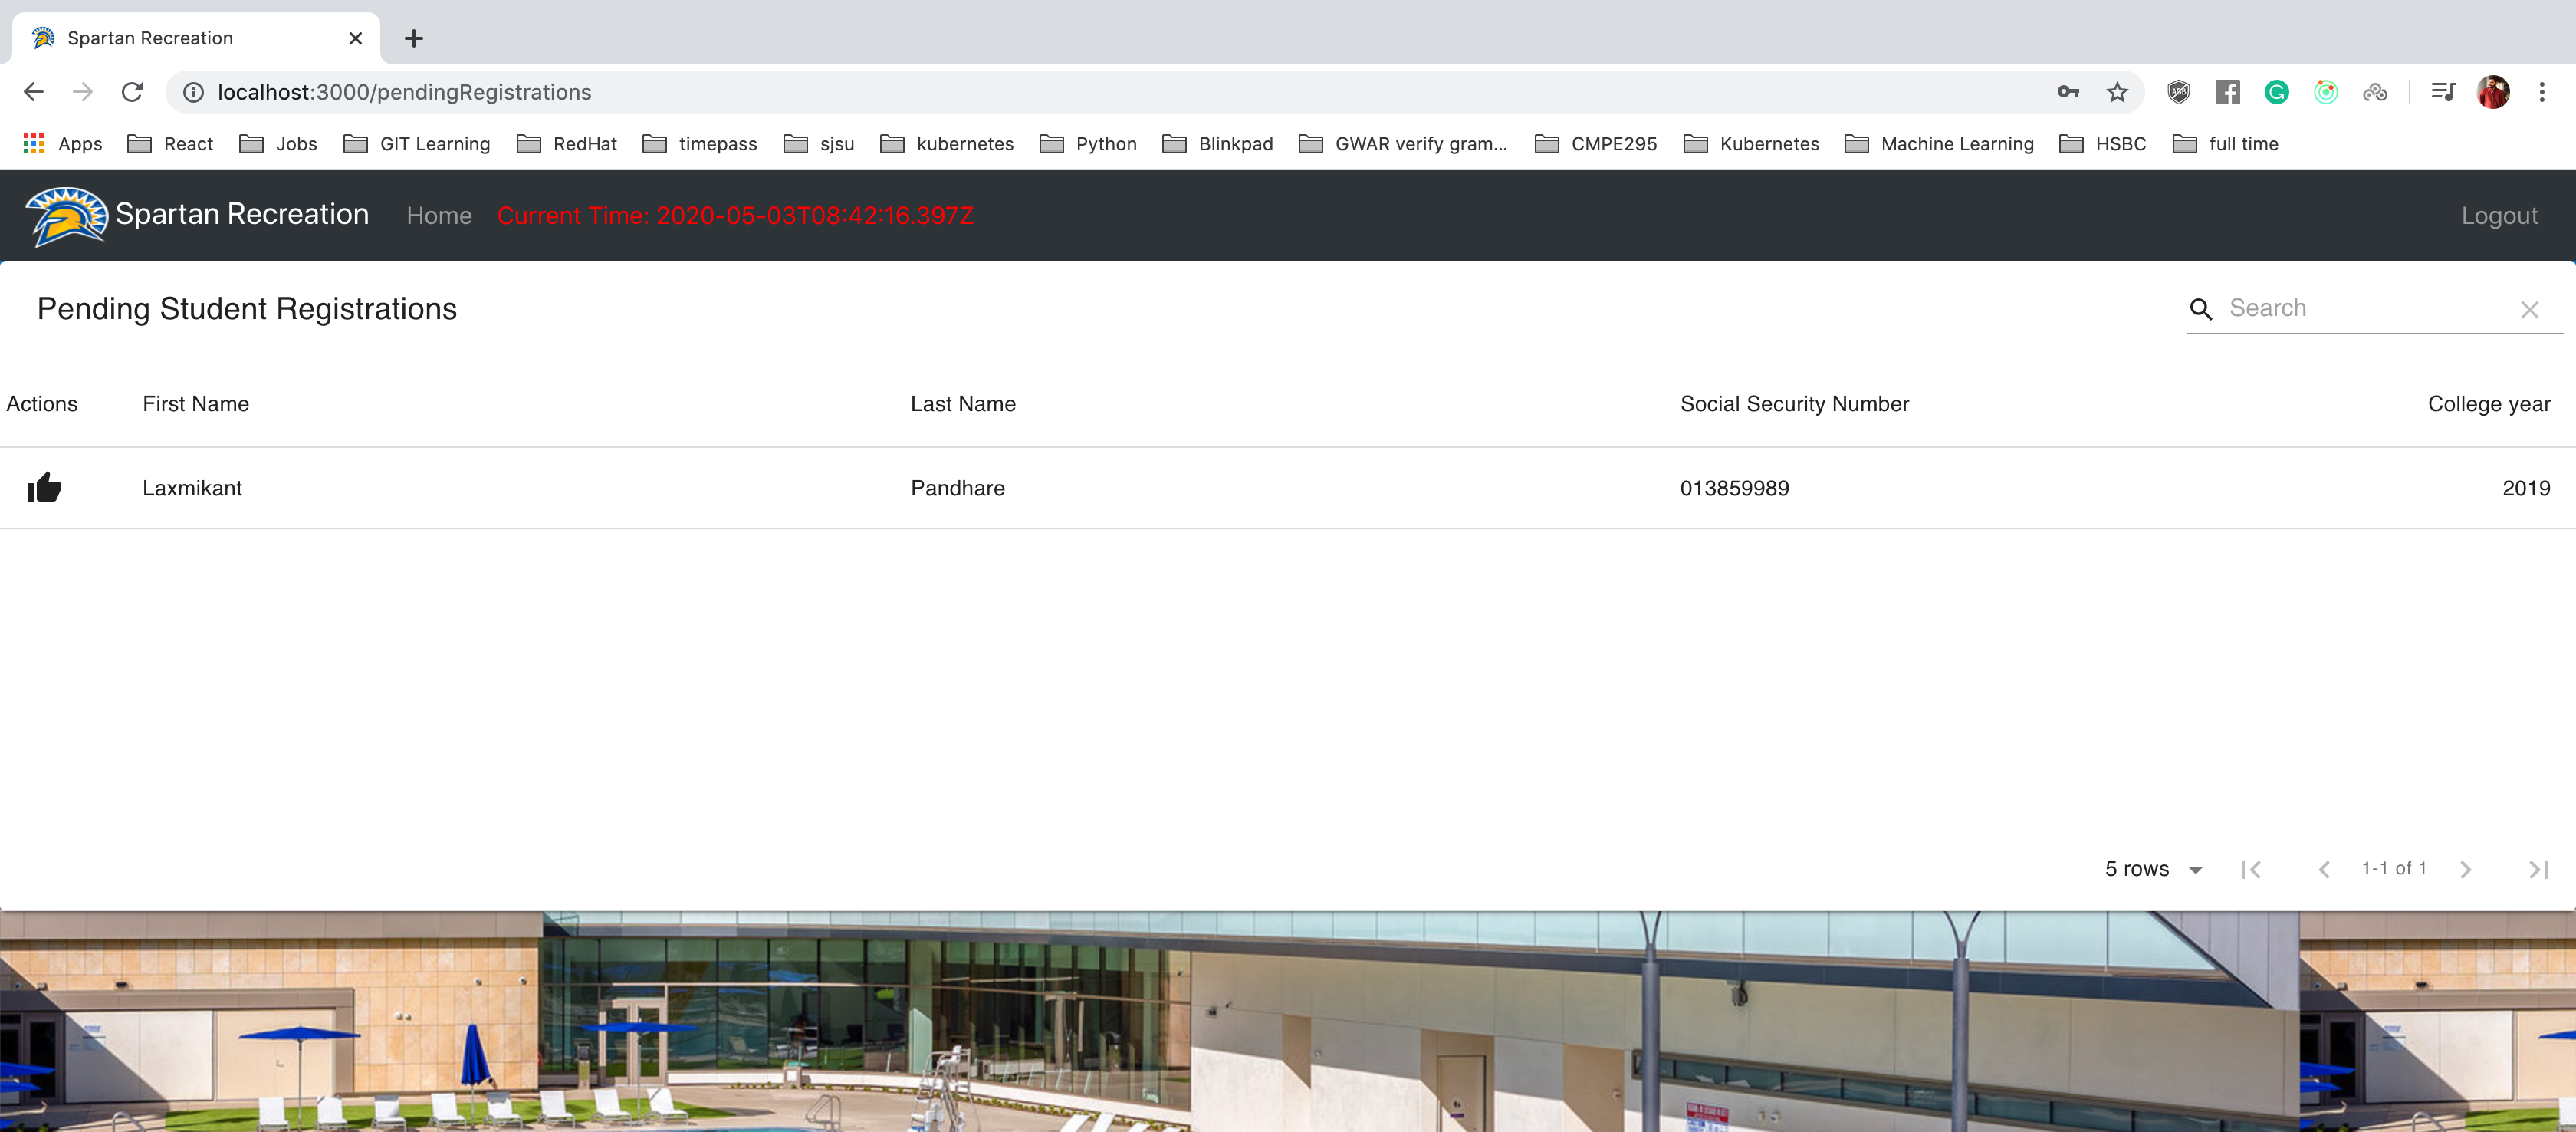 Spartan Recreation
localhost:3000/pendingRegistrations
Apps React Jobs GIT Learning RedHat timepass sjsu kubernetes Python Blinkpad GWAR verify gram... CMPE295 Kubernetes Machine Learning HSBC full time
Spartan Recreation Home Current Time: 2020-05-03T08:42:16.397Z Logout
Pending Student Registrations Search
Actions First Name Last Name Social Security Number College year
Laxmikant Pandhare 013859989 2019
5 rows 1-1 of 1